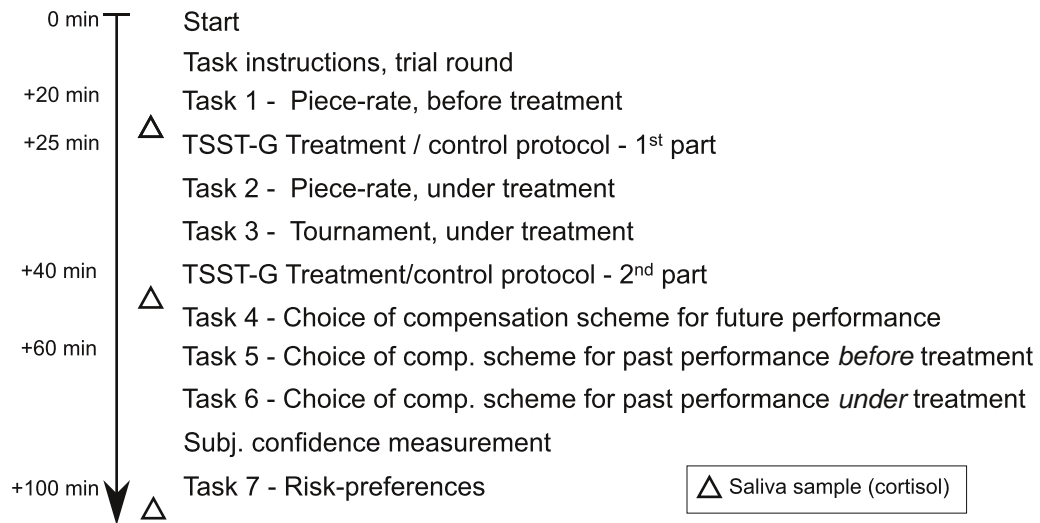 0 min Start
Task instructions, trial round
+20 min Task 1 - Piece-rate, before treatment
+25 min TSST-G Treatment / control protocol - 1st part
Task 2 - Piece-rate, under treatment
Task 3 - Tournament, under treatment
+40 min TSST-G Treatment/control protocol - 2nd part
Task 4 - Choice of compensation scheme for future performance
+60 min Task 5 - Choice of comp. scheme for past performance before treatment
Task 6 - Choice of comp. scheme for past performance under treatment
Subj. confidence measurement
+100 min Task 7 - Risk-preferences
Saliva sample (cortisol)